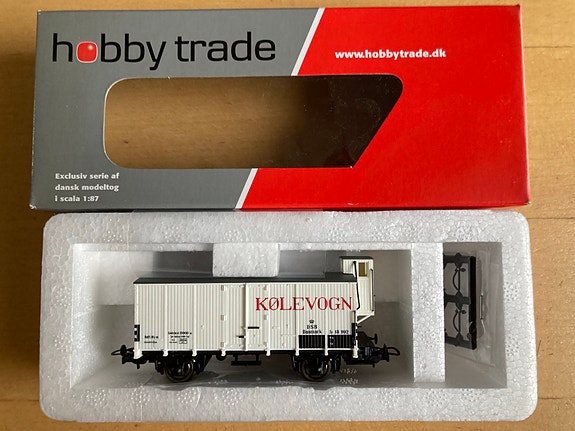 hobby trade
www.hobbytrade.dk
Exclusiv serie af
dansk modeltog
i scala 1:87
KØLEVOGN
DSB
Danmark